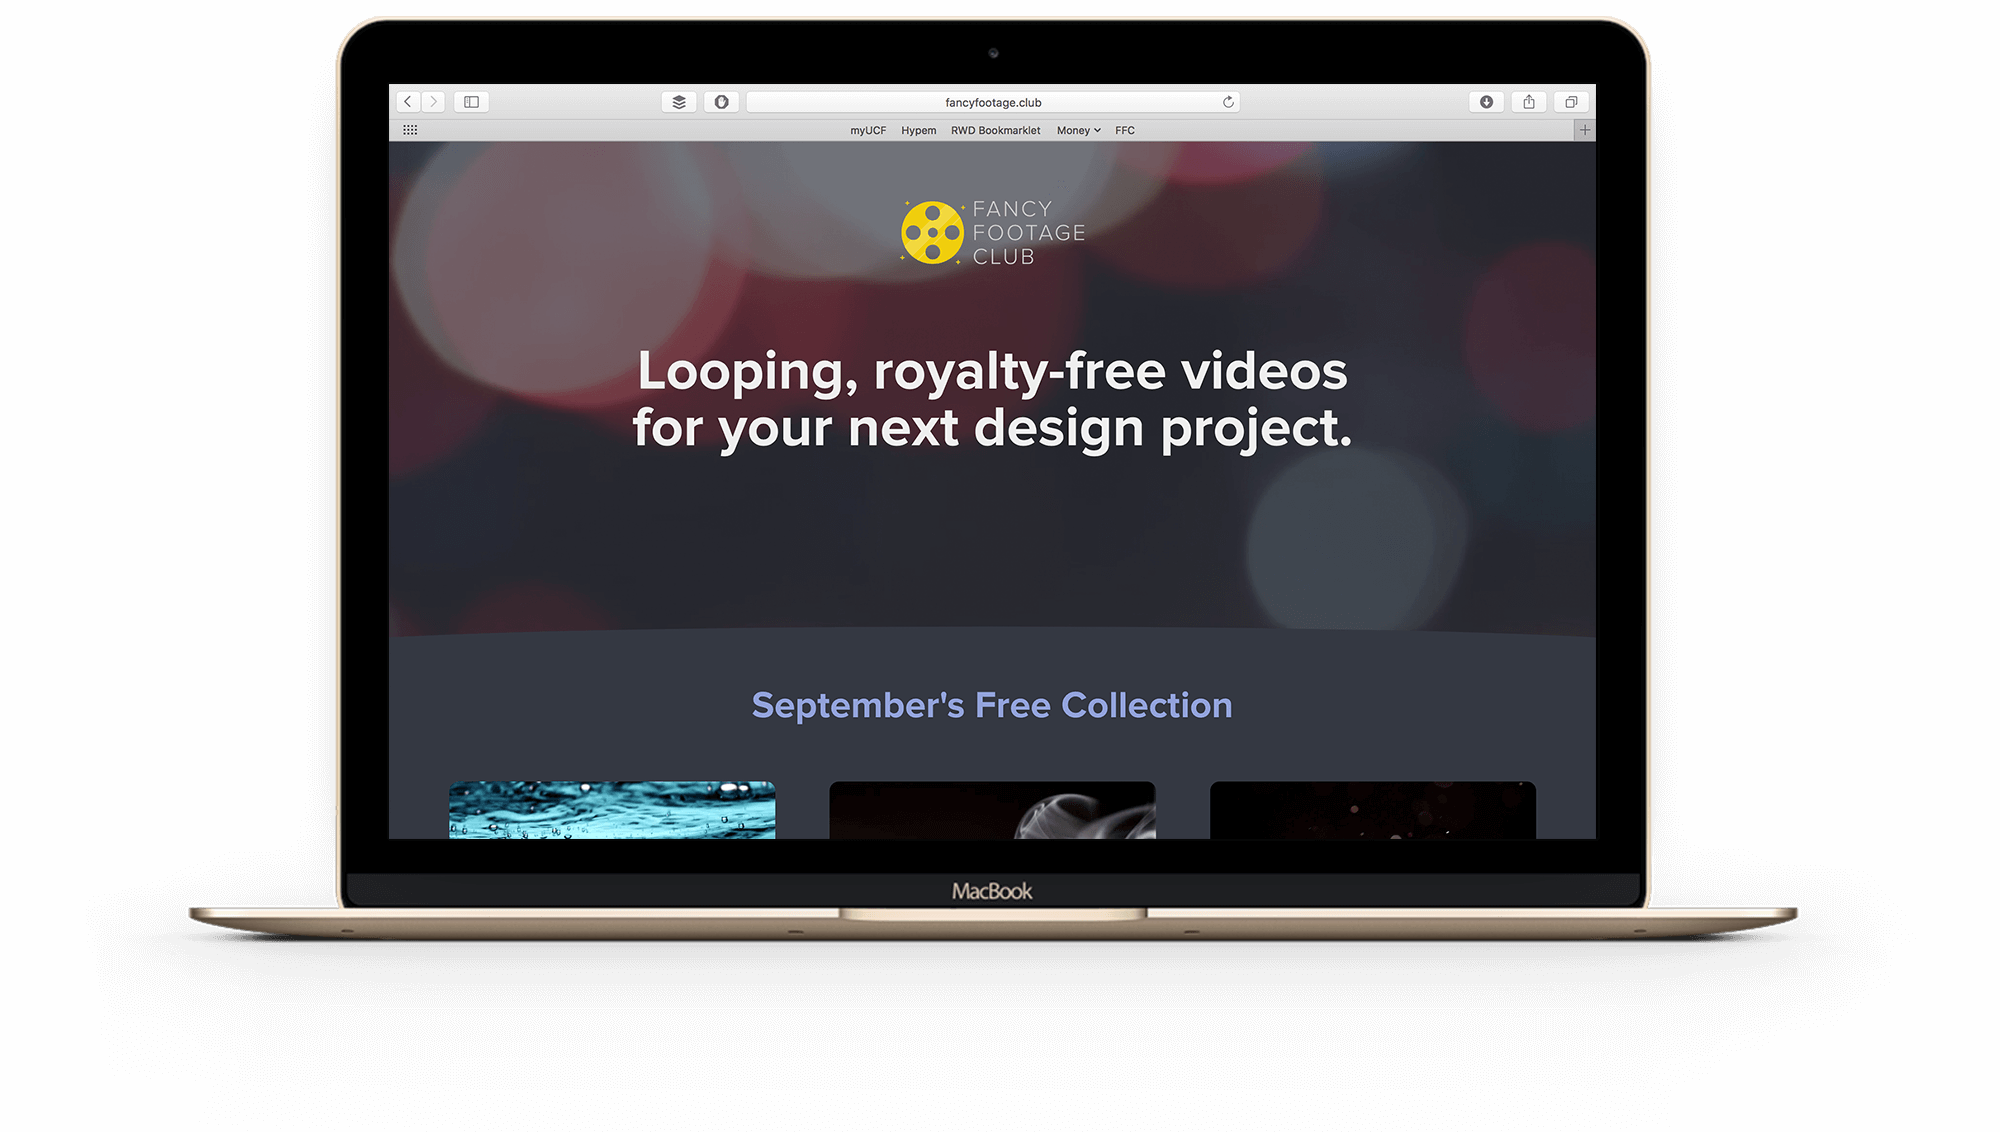 fancyfootage.club
myUCF Hypem RWD Bookmarklet Money FFC
FANCY
FOOTAGE
CLUB
Looping, royalty-free videos
for your next design project.
September's Free Collection
MacBook